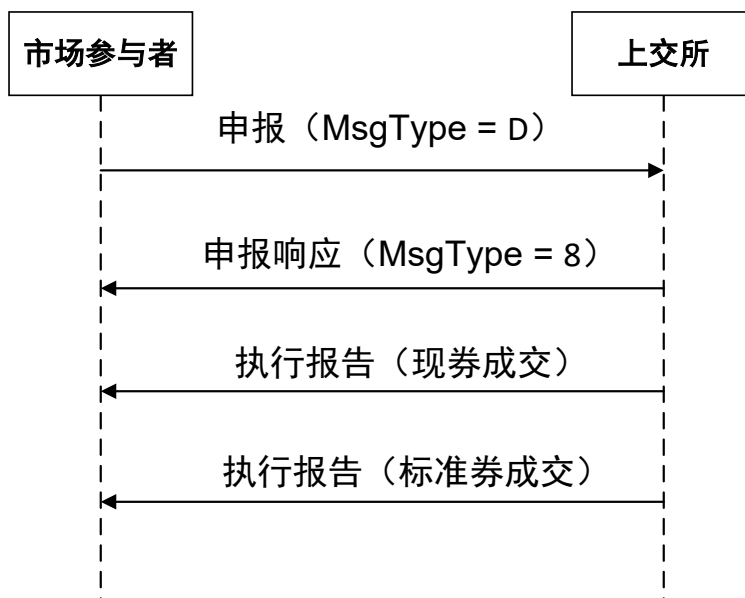 市场参与者
上交所
申报（MsgType = D）
申报响应（MsgType = 8）
执行报告（现券成交）
执行报告（标准券成交）